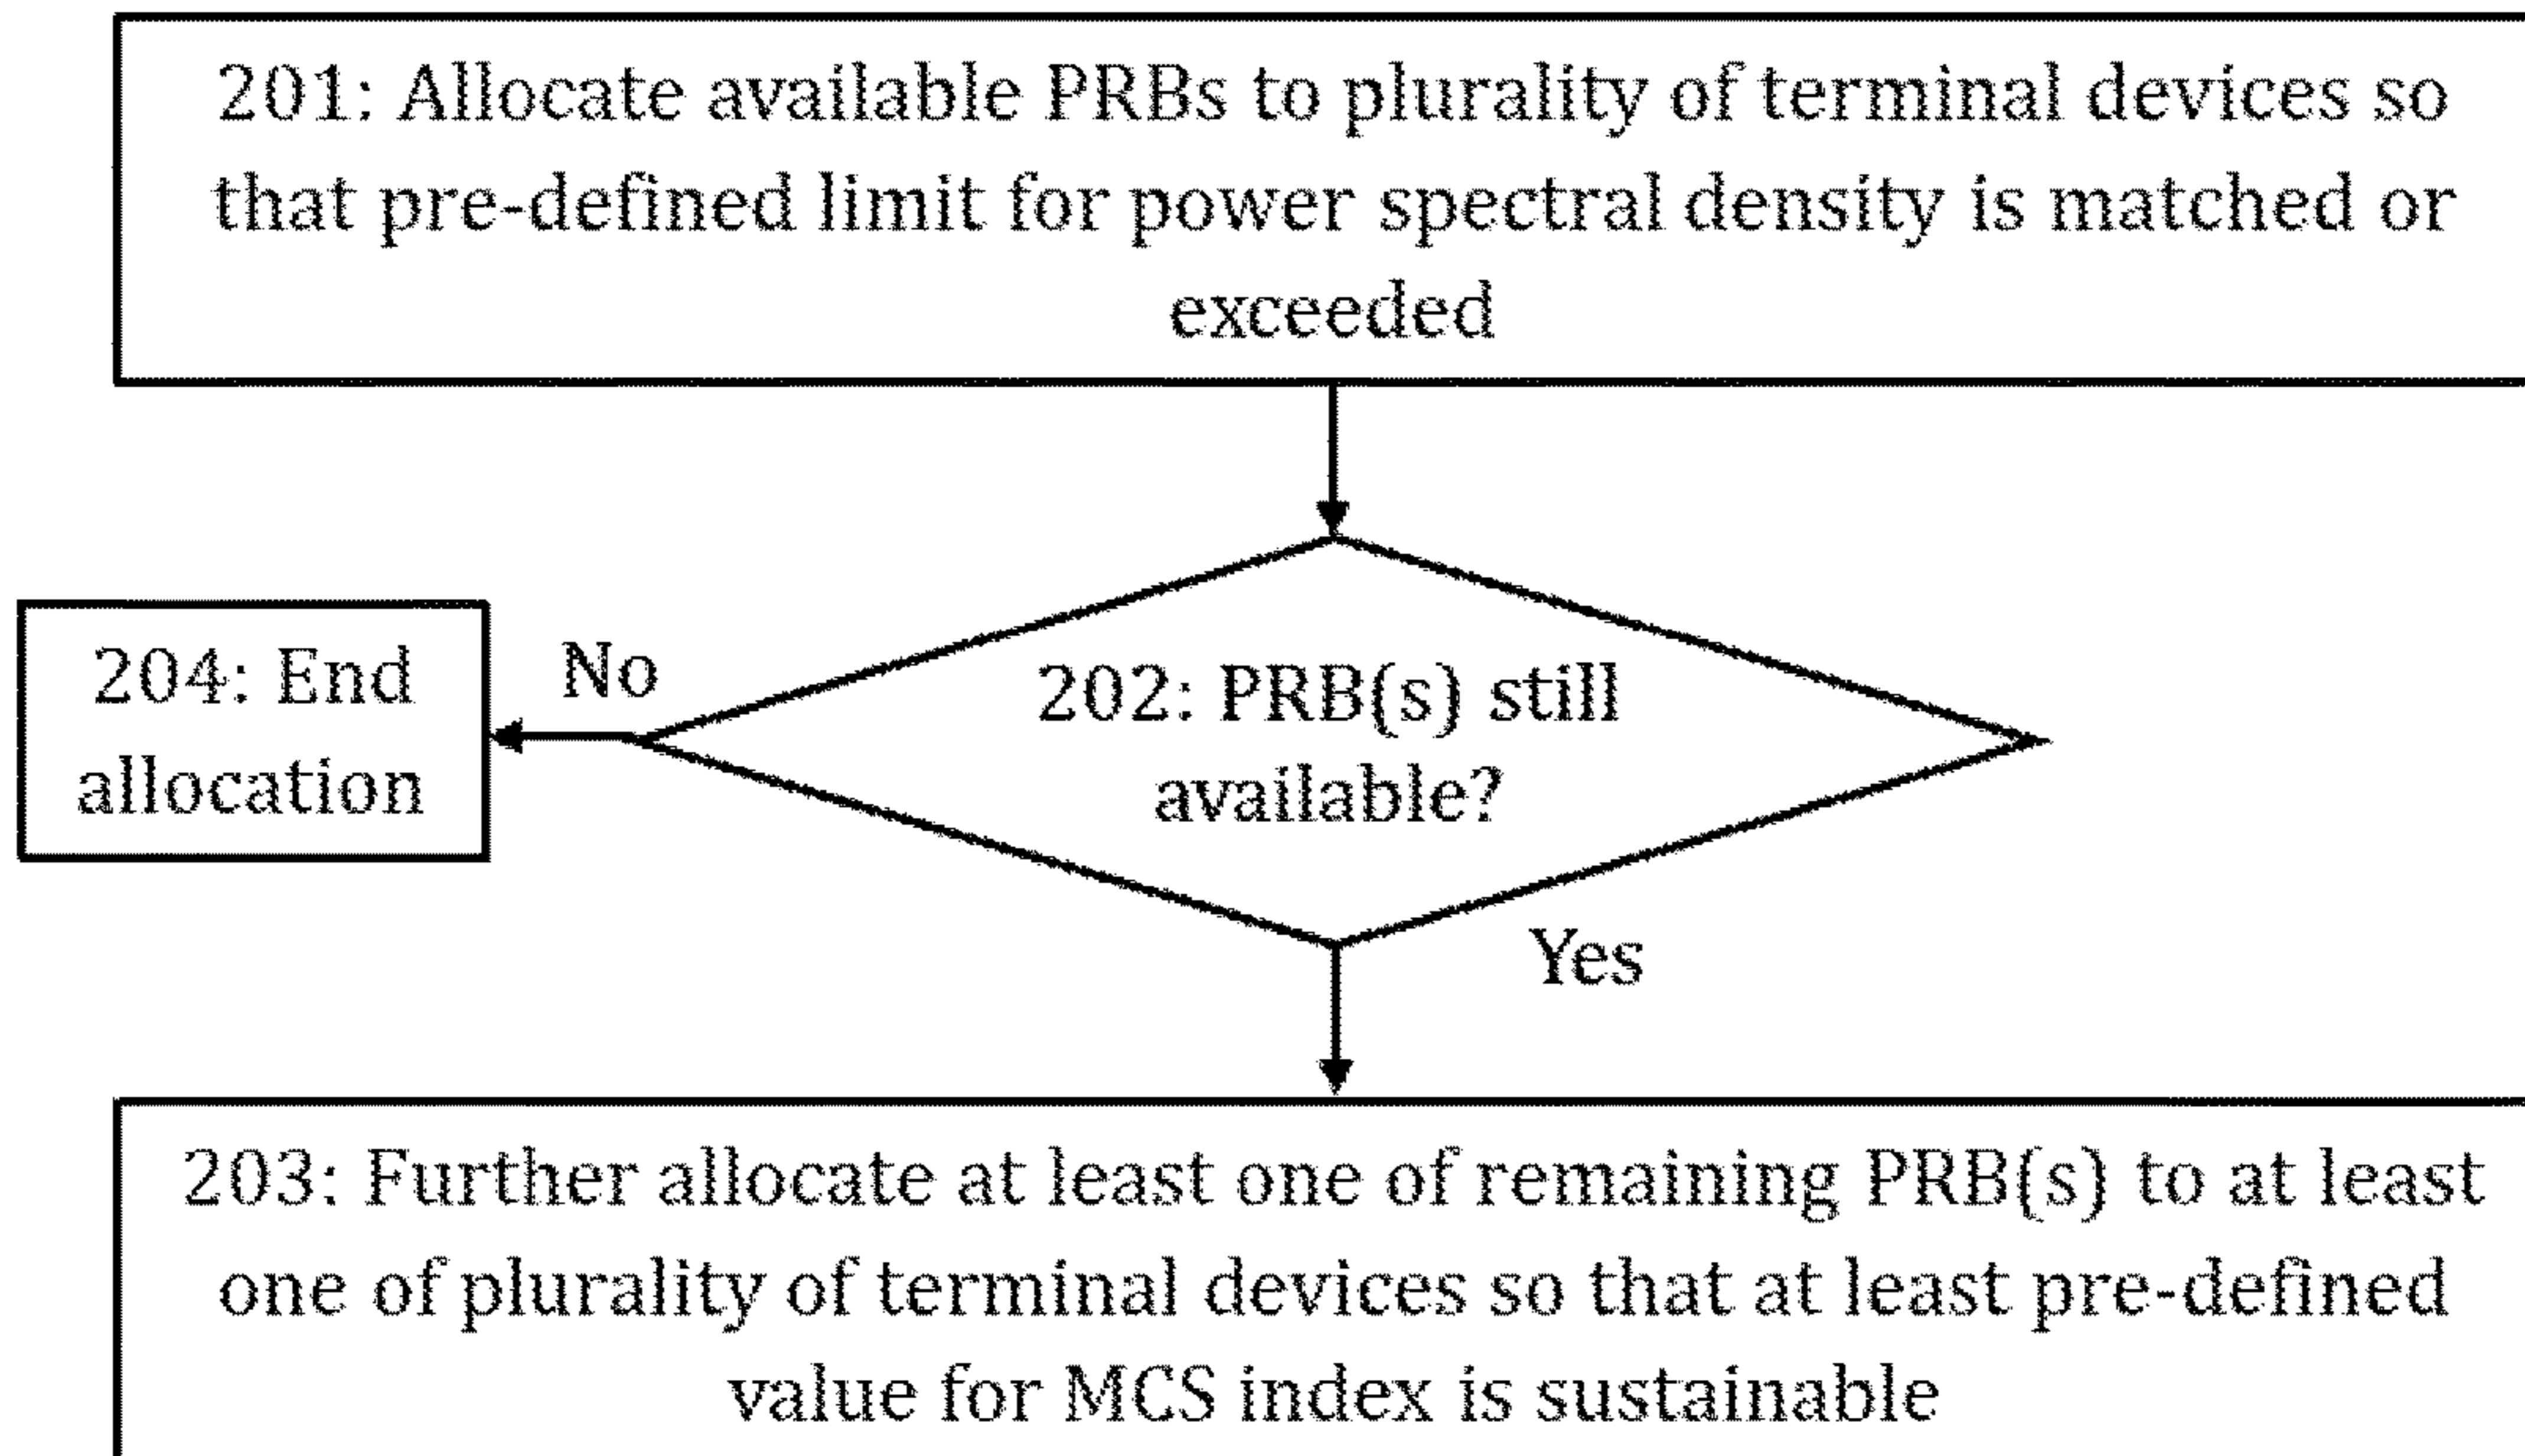 201: Allocate available PRBs to plurality of terminal devices so
that pre-defined limit for power spectral density is matched or
exceeded
204: End
allocation
No
202: PRB(s) still
available?
Yes
203: Further allocate at least one of remaining PRB(s) to at least
one of plurality of terminal devices so that at least pre-defined
value for MCS index is sustainable